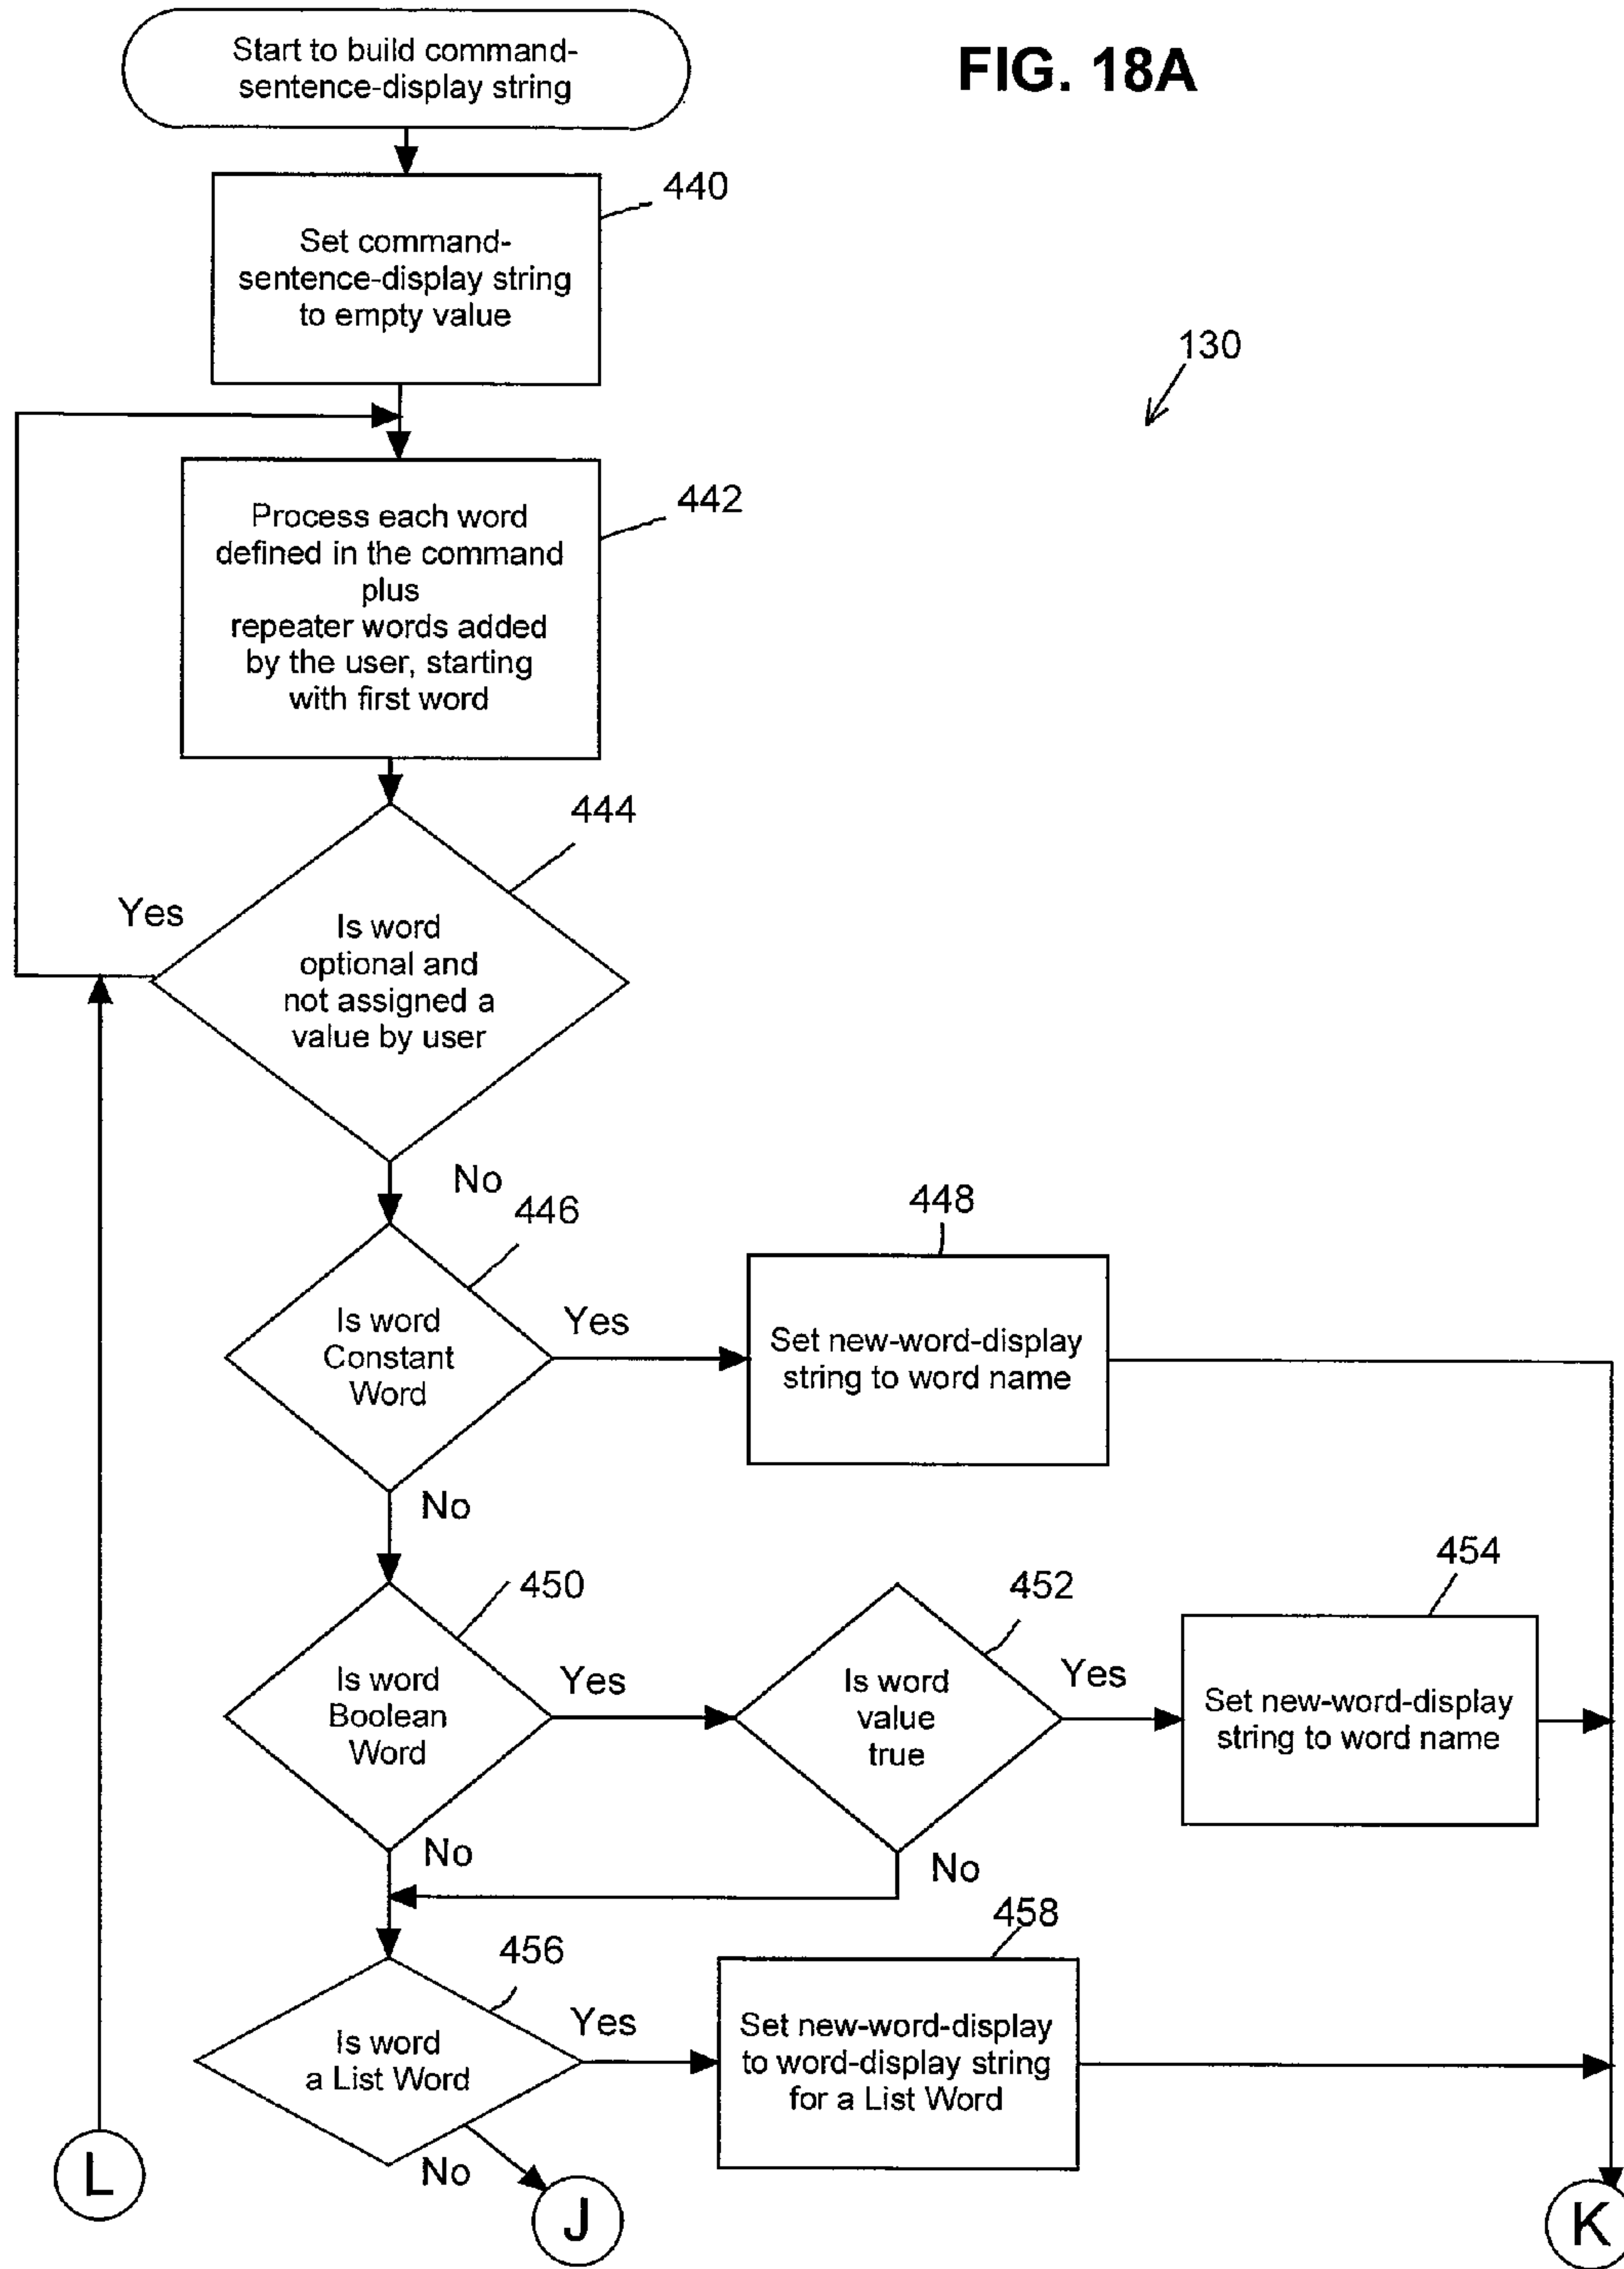 Start to build command-
sentence-display string
FIG. 18A
440
Set command-
sentence-display string
to empty value
130
442
Process each word
defined in the command
plus
repeater words added
by the user, starting
with first word
444
Yes
Is word
optional and
not assigned a
value by user
No
446
448
Is word
Constant
Word
Yes
Set new-word-display
string to word name
No
450
452
454
Is word
Boolean
Word
Yes
Is word
value
true
Yes
Set new-word-display
string to word name
No
No
456
458
Is word
a List Word
Yes
Set new-word-display
to word-display string
for a List Word
No
L
J
K